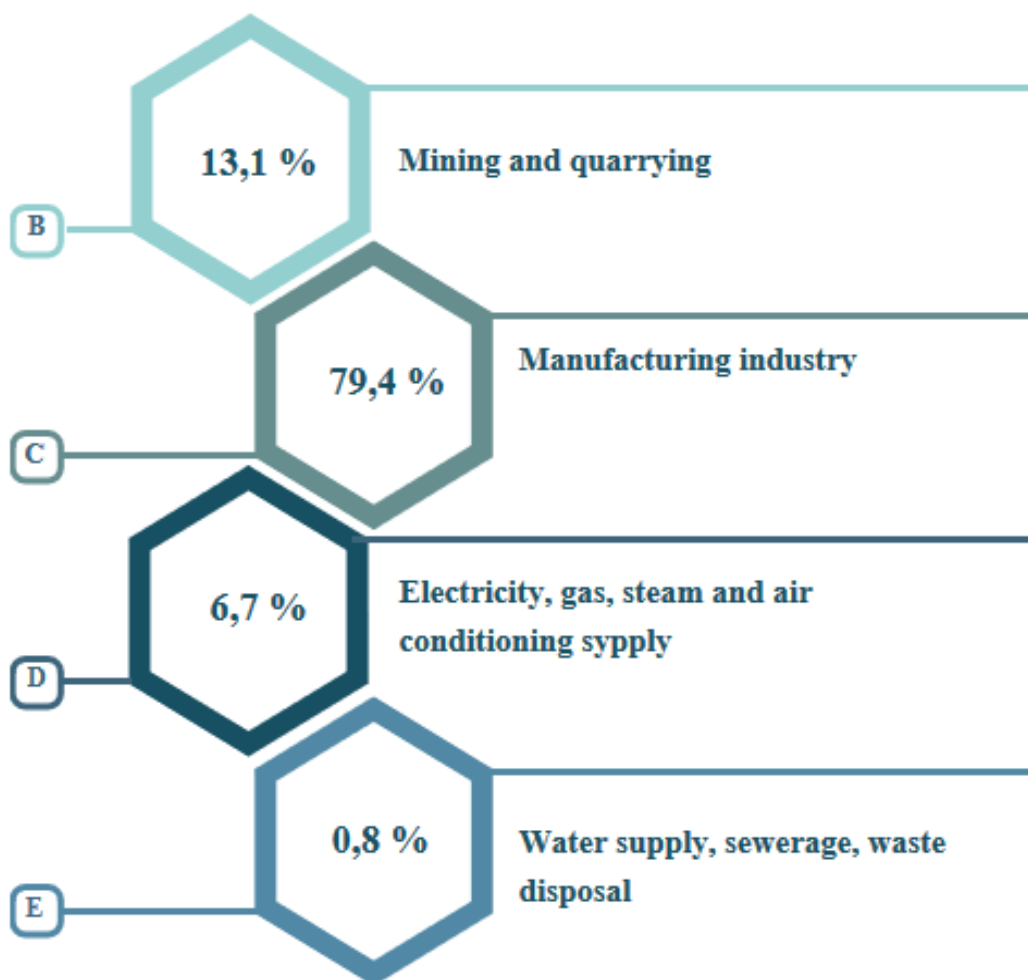 13,1 %
Mining and quarrying
B
79,4 %
Manufacturing industry
C
6,7 %
Electricity, gas, steam and air
conditioning sypply
D
0,8 %
Water supply, sewerage, waste
disposal
E